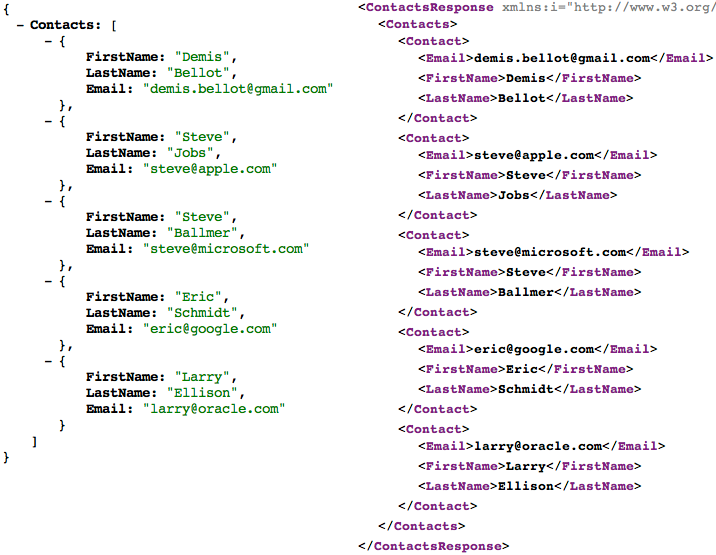 {
- Contacts: [
- {
FirstName: "Demis",
LastName: "Bellot",
Email: "demis.bellot@gmail.com"
},
- {
FirstName: "Steve",
LastName: "Jobs",
Email: "steve@apple.com"
},
- {
FirstName: "Steve",
LastName: "Ballmer",
Email: "steve@microsoft.com"
},
- {
FirstName: "Eric",
LastName: "Schmidt",
Email: "eric@google.com"
},
- {
FirstName: "Larry",
LastName: "Ellison",
Email: "larry@oracle.com"
}
]
}
<ContactsResponse xmlns:i="http://www.w3.org/
<Contacts>
<Contact>
<Email>demis.bellot@gmail.com</Email>
<FirstName>Demis</FirstName>
<LastName>Bellot</LastName>
</Contact>
<Contact>
<Email>steve@apple.com</Email>
<FirstName>Steve</FirstName>
<LastName>Jobs</LastName>
</Contact>
<Contact>
<Email>steve@microsoft.com</Email>
<FirstName>Steve</FirstName>
<LastName>Ballmer</LastName>
</Contact>
<Contact>
<Email>eric@google.com</Email>
<FirstName>Eric</FirstName>
<LastName>Schmidt</LastName>
</Contact>
<Contact>
<Email>larry@oracle.com</Email>
<FirstName>Larry</FirstName>
<LastName>Ellison</LastName>
</Contact>
</Contacts>
</ContactsResponse>